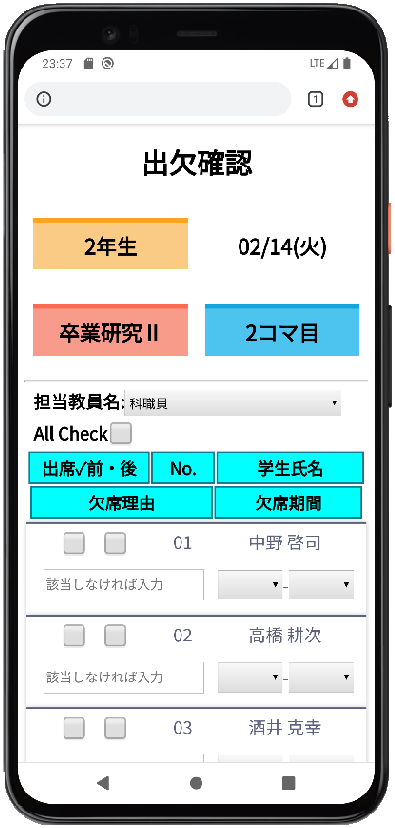 23:37 LTE
1
出欠確認
2年生 02/14(火)
卒業研究Ⅱ 2コマ目
担当教員名: 科職員
All Check
出席✓前・後 No. 学生氏名
欠席理由 欠席期間
01 中野 啓司
該当しなければ入力 -
02 高橋 耕次
該当しなければ入力 -
03 酒井 克幸